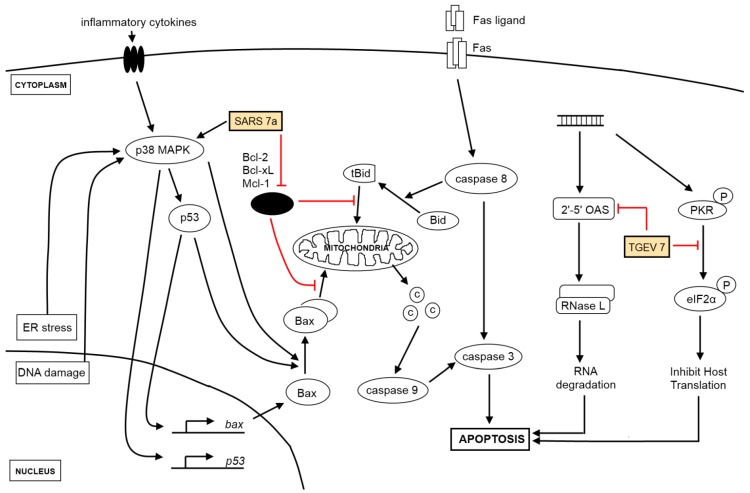 Fas ligand
inflammatory cytokines
Fas
CYTOPLASM
SARS 7a
p38 MAPK
Bcl-2
Bcl-xL
Mcl-1
tBid
caspase 8
P
p53
Bid
2'-5' OAS
PKR
MITOCHONDRIA
TGEV 7
P
C
C
C
eIF2α
RNase L
Bax
ER stress
caspase 3
DNA damage
RNA
degradation
Inhibit Host
Translation
Bax
caspase 9
bax
APOPTOSIS
p53
NUCLEUS